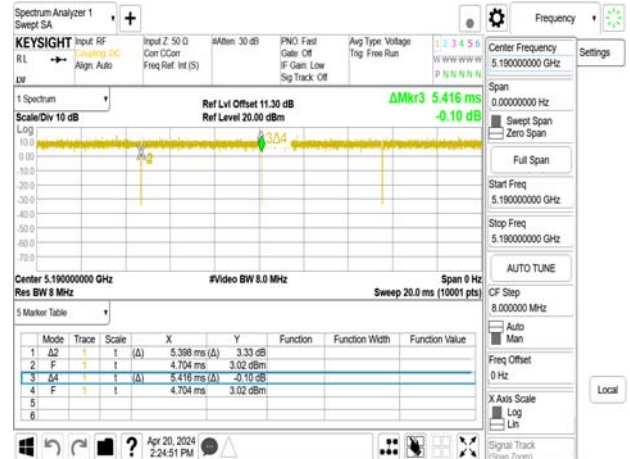 Spectrum Analyzer 1
Swept SA
Frequency
KEYSIGHT
RL
Input: RF
Coupling: DC
Align: Auto
Input Z: 50 Ω
Corr CCorr
Freq Ref: Int (S)
#Atten: 30 dB
PNO: Fast
Gate: Off
IF Gain: Low
Sig Track: Off
Avg Type: Voltage
Trig: Free Run
1 2 3 4 5 6
W W W W W W
P N N N N N
1 Spectrum
Scale/Div 10 dB
Ref Lvl Offset 11.30 dB
Ref Level 20.00 dBm
ΔMkr3 5.416 ms
-0.10 dB
Log
10.0
0.00
-10.0
-20.0
-30.0
-40.0
-50.0
-60.0
-70.0
3Δ4
Center 5.190000000 GHz
Res BW 8 MHz
#Video BW 8.0 MHz
Span 0 Hz
Sweep 20.0 ms (10001 pts)
5 Marker Table
Mode Trace Scale X Y Function Function Width Function Value
1 Δ2 1 t (Δ) 5.398 ms (Δ) 3.33 dB
2 F 1 t 4.704 ms 3.02 dBm
3 Δ4 1 t (Δ) 5.416 ms (Δ) -0.10 dB
4 F 1 t 4.704 ms 3.02 dBm
5
6
Apr 20, 2024
2:24:51 PM
Center Frequency
5.190000000 GHz
Span
0.00000000 Hz
Swept Span
Zero Span
Full Span
Start Freq
5.190000000 GHz
Stop Freq
5.190000000 GHz
AUTO TUNE
CF Step
8.000000 MHz
Auto
Man
Freq Offset
0 Hz
X Axis Scale
Log
Lin
Signal Track
(Span Zoom)
Settings
Local